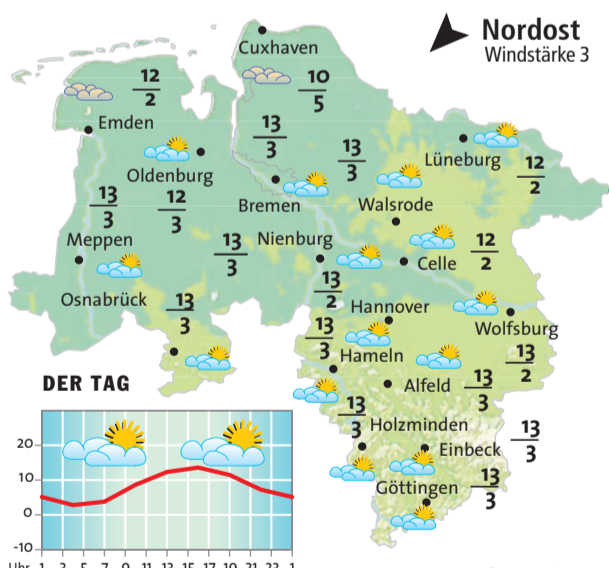 Nordost
Windstärke 3
Cuxhaven
12
2
10
5
Emden
13
3
Oldenburg
13
3
Lüneburg
12
2
Bremen
Walsrode
13
3
12
3
Meppen
Nienburg
13
3
Celle
12
2
Osnabrück
13
3
13
2
Hannover
Wolfsburg
13
3
Hameln
13
2
DER TAG
Alfeld
13
3
13
3
Holzminden
Einbeck
13
3
Göttingen
13
3
20
10
0
-10
Uhr 1 3 5 7 9 11 13 15 17 19 21 23 1